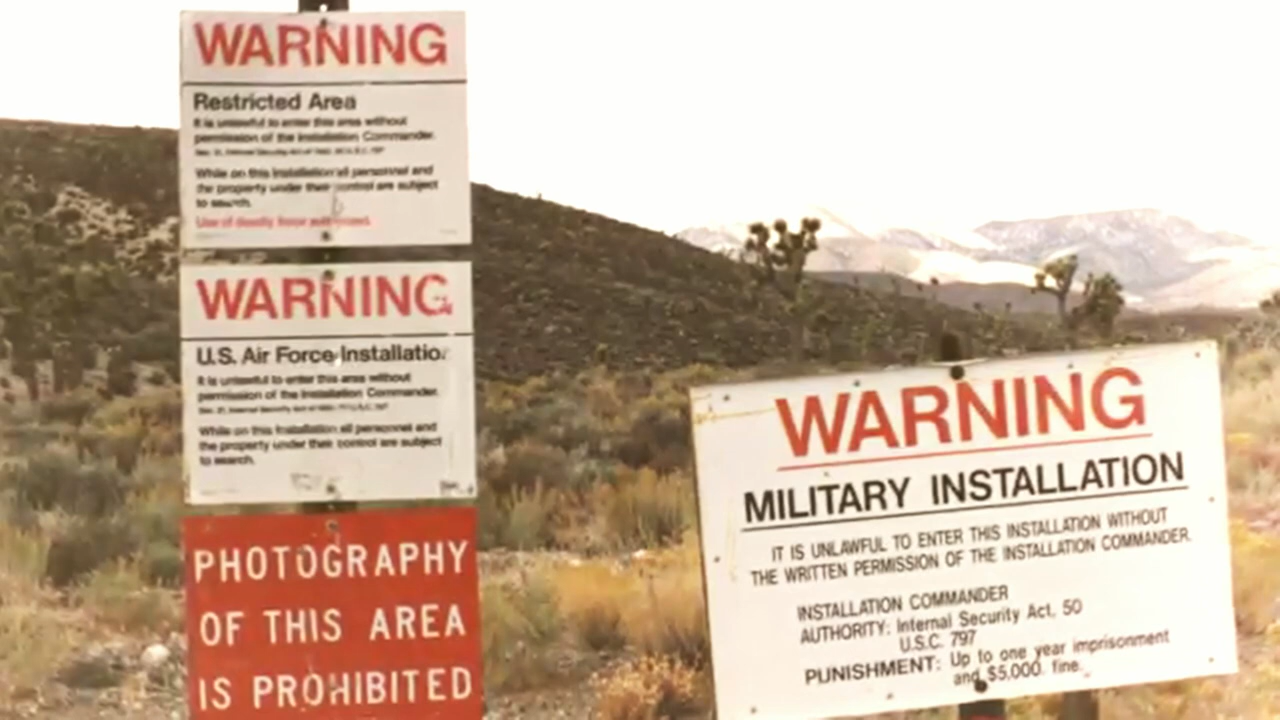 WARNING
Restricted Area
It is unlawful to enter this area without
permission of the Installation Commander.
While on this Installation all personnel and
the property under their control are subject
to search.
Use of deadly force authorized.
WARNING
U.S. Air Force Installation
It is unlawful to enter this area without
permission of the Installation Commander.
While on this Installation all personnel and
the property under their control are subject
to search.
PHOTOGRAPHY
OF THIS AREA
IS PROHIBITED
WARNING
MILITARY INSTALLATION
IT IS UNLAWFUL TO ENTER THIS INSTALLATION WITHOUT
THE WRITTEN PERMISSION OF THE INSTALLATION COMMANDER.
INSTALLATION COMMANDER
AUTHORITY: Internal Security Act, 50
U.S.C. 797
PUNISHMENT: Up to one year imprisonment
and $5,000. fine.